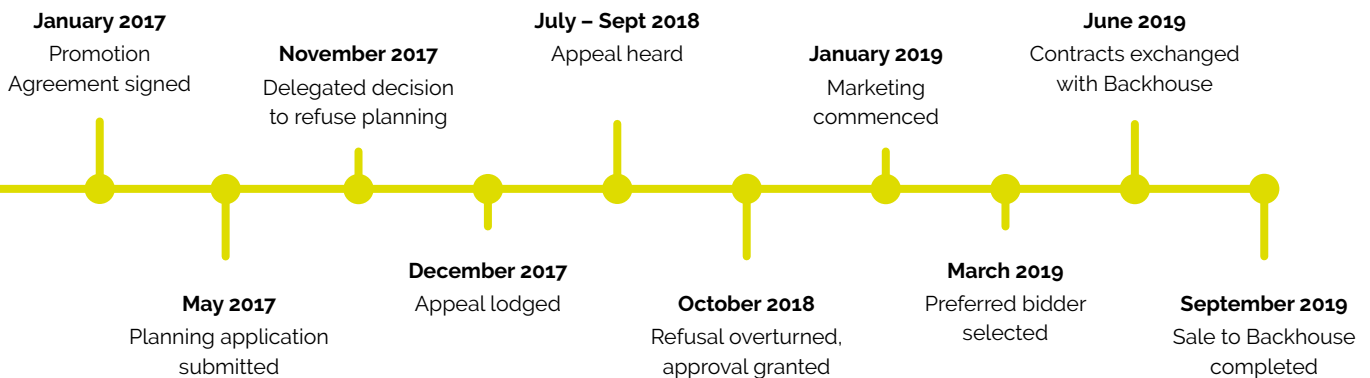 January 2017
Promotion
Agreement signed
May 2017
Planning application
submitted
November 2017
Delegated decision
to refuse planning
December 2017
Appeal lodged
July – Sept 2018
Appeal heard
October 2018
Refusal overturned,
approval granted
January 2019
Marketing
commenced
March 2019
Preferred bidder
selected
June 2019
Contracts exchanged
with Backhouse
September 2019
Sale to Backhouse
completed